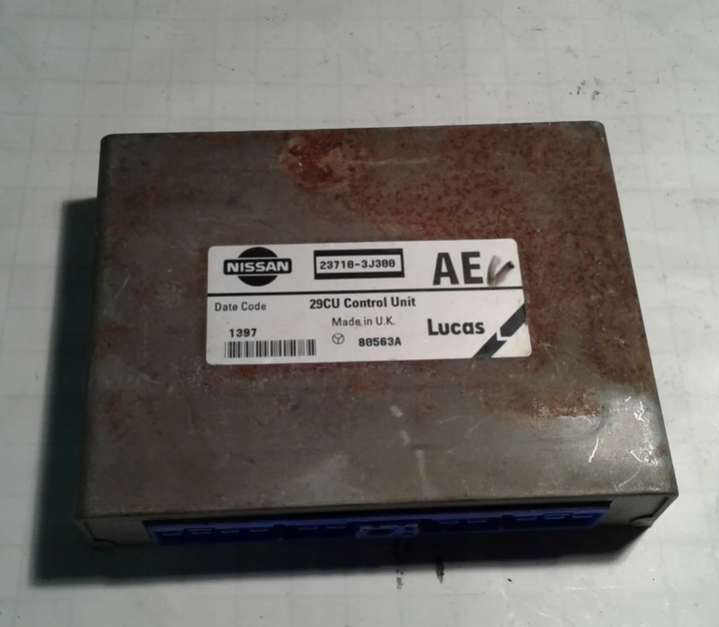 NISSAN
23710-3J300
AE
Date Code
29CU Control Unit
1397
Made in U.K.
80563A
Lucas